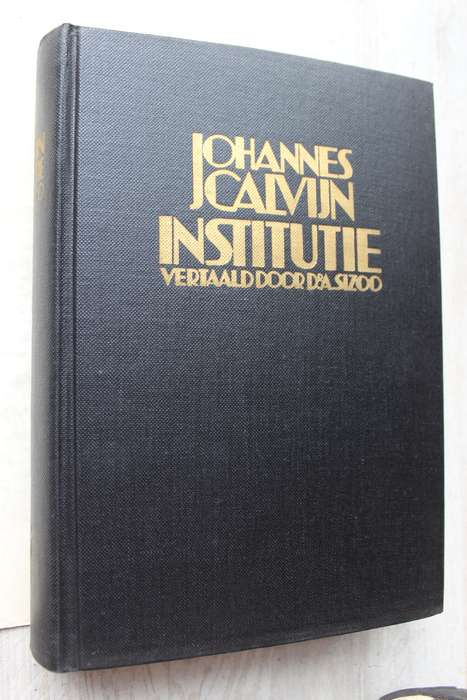 JOHANNES
CALVIJN
INSTITUTIE
VERTAALD DOOR DR A. SIZOO